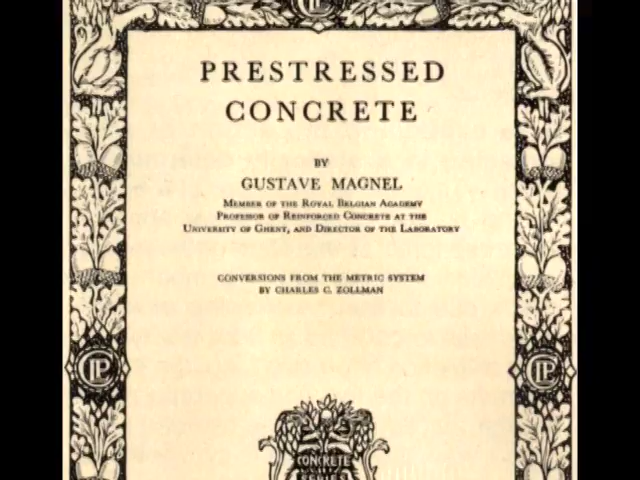 PRESTRESSED
CONCRETE
BY
GUSTAVE MAGNEL
MEMBER OF THE ROYAL BELGIAN ACADEMY
PROFESSOR OF REINFORCED CONCRETE AT THE
UNIVERSITY OF GHENT, AND DIRECTOR OF THE LABORATORY
CONVERSIONS FROM THE METRIC SYSTEM
BY CHARLES C. ZOLLMAN
CONCRETE
SERIES